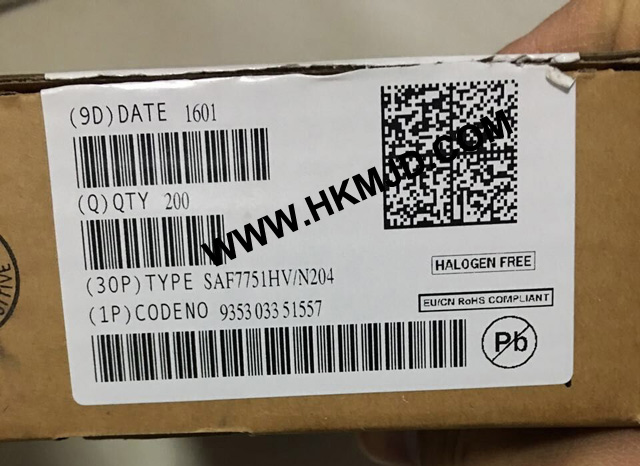 (9D)DATE 1601
(Q)QTY 200
WWW.HKMJD.COM
HALOGEN FREE
(30P)TYPE SAF7751HV/N204
EU/CN RoHS COMPLIANT
(1P)CODENO 9353 033 51557
Pb